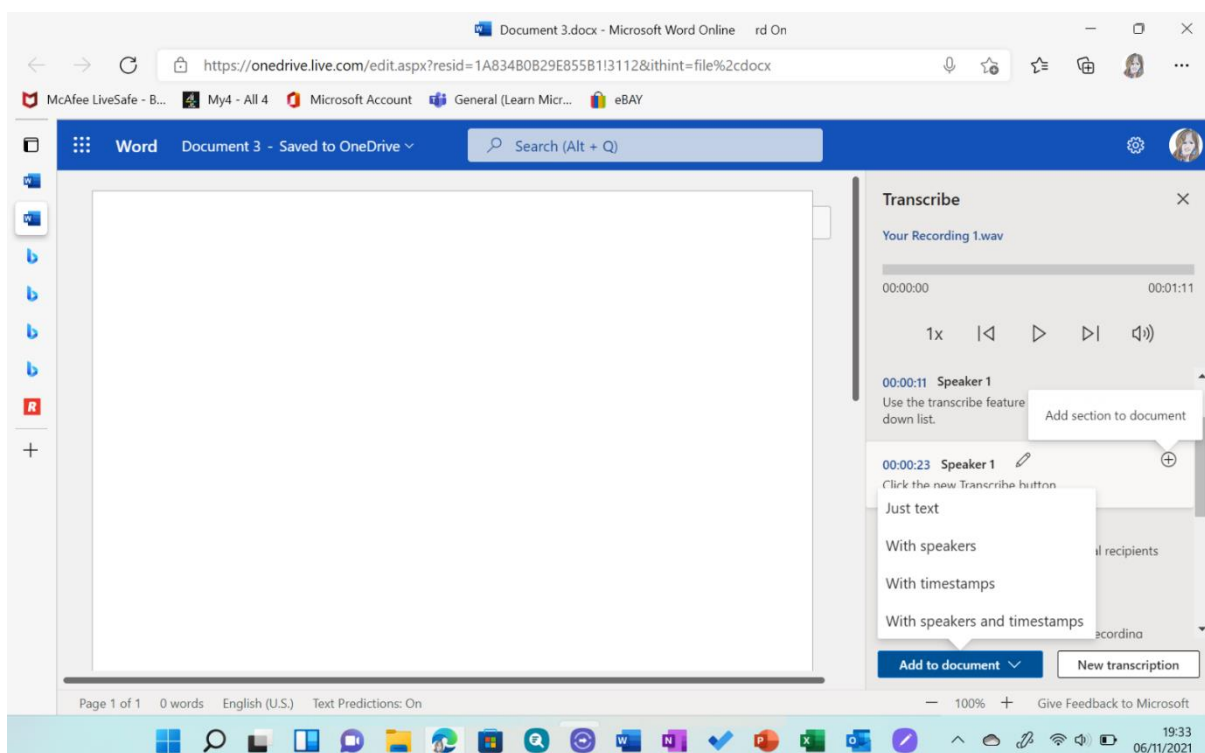 Document 3.docx - Microsoft Word Online rd On
https://onedrive.live.com/edit.aspx?resid=1A834B0B29E855B1!3112&ithint=file%2cdocx
McAfee LiveSafe - B... My4 - All 4 Microsoft Account General (Learn Micr... eBAY
Word Document 3 - Saved to OneDrive Search (Alt + Q)
Transcribe
Your Recording 1.wav
00:00:00 00:01:11
1x
00:00:11 Speaker 1
Use the transcribe feature
down list.
Add section to document
00:00:23 Speaker 1
Click the new Transcribe button
Just text
With speakers
al recipients
With timestamps
With speakers and timestamps
ecording
Add to document New transcription
Page 1 of 1 0 words English (U.S.) Text Predictions: On 100% Give Feedback to Microsoft
19:33
06/11/2021